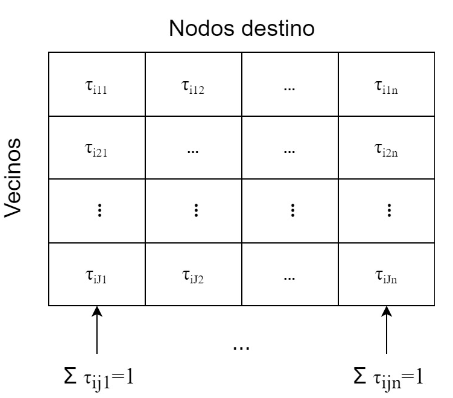 Nodos destino
Vecinos
τi11 τi12 ... τi1n
τi21 ... ... τi2n
⋮ ⋮ ⋮ ⋮
τiJ1 τiJ2 ... τiJn
...
Σ τij1=1 Σ τijn=1